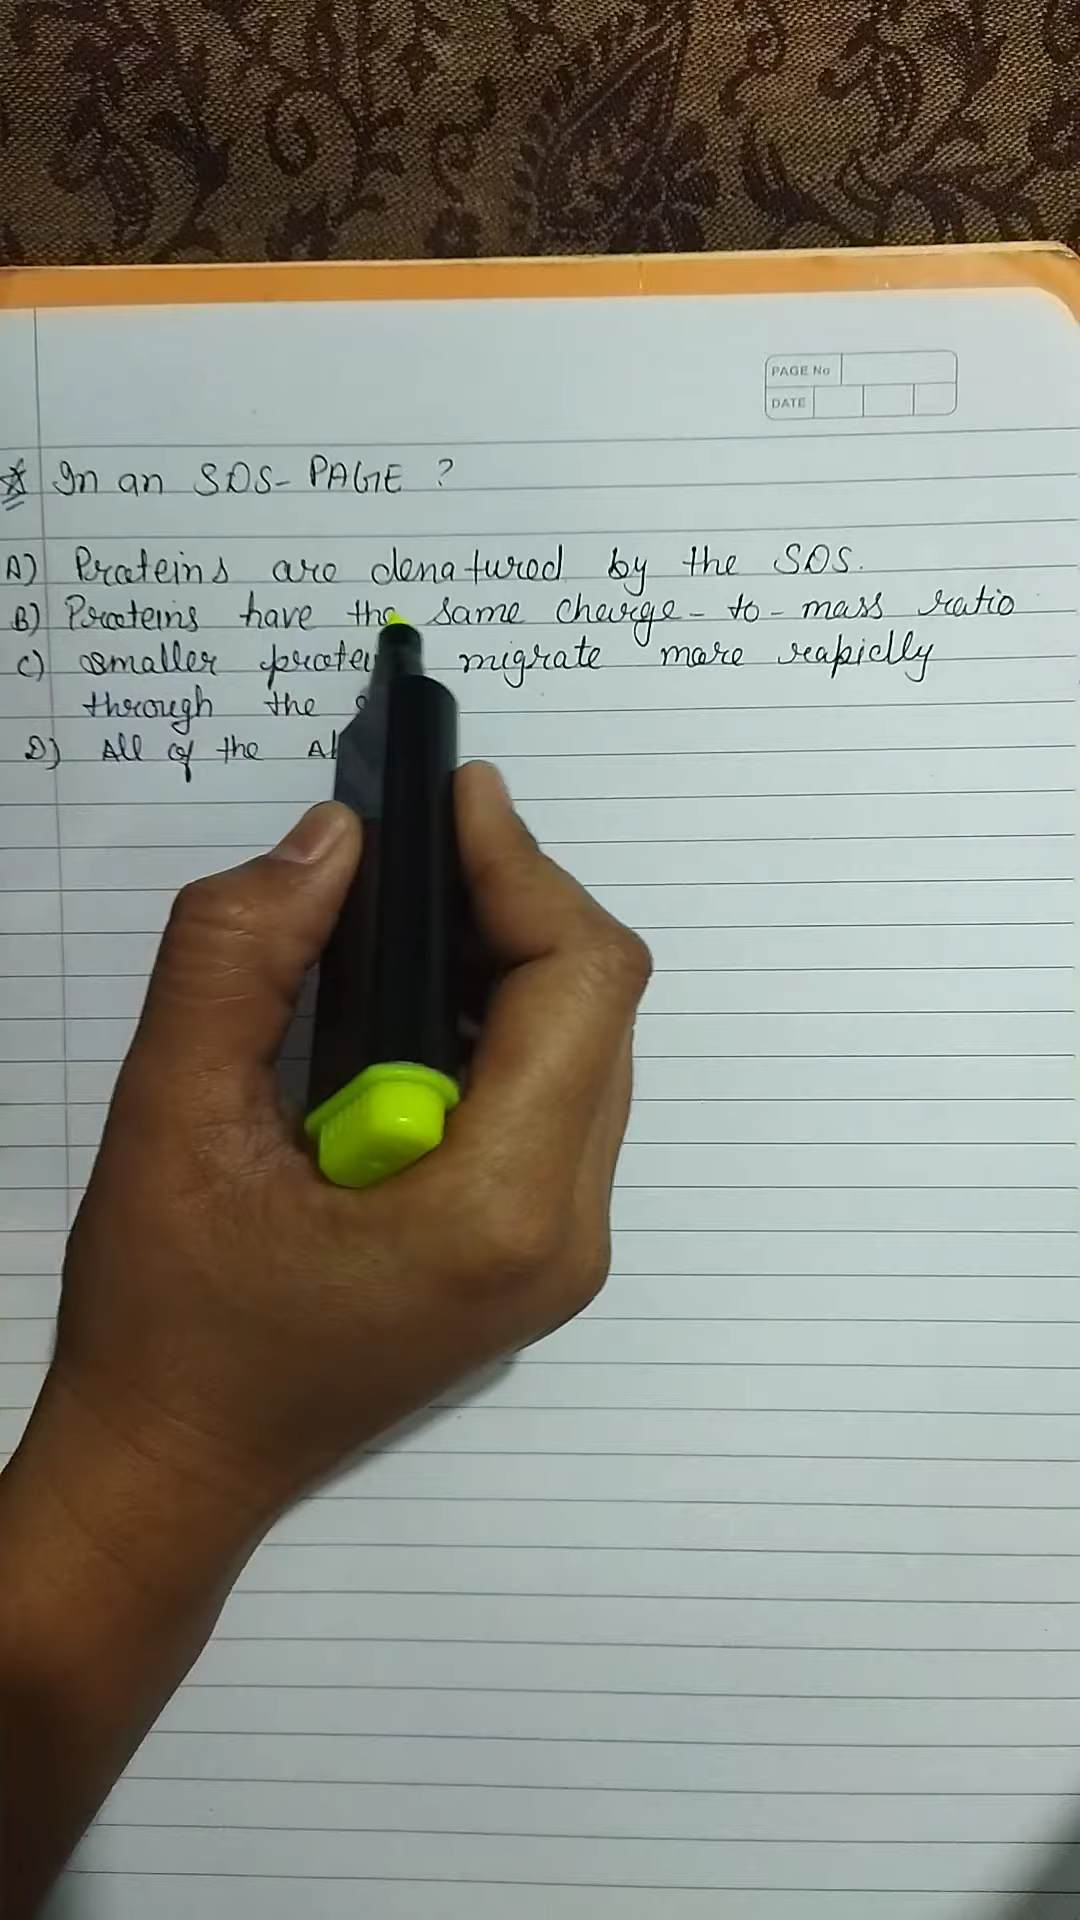 PAGE No
DATE
* In an SDS-PAGE ?
A) Proteins are denatured by the SDS.
B) Proteins have the same charge-to-mass ratio
C) smaller migrate more rapidly
through the
D) All of the